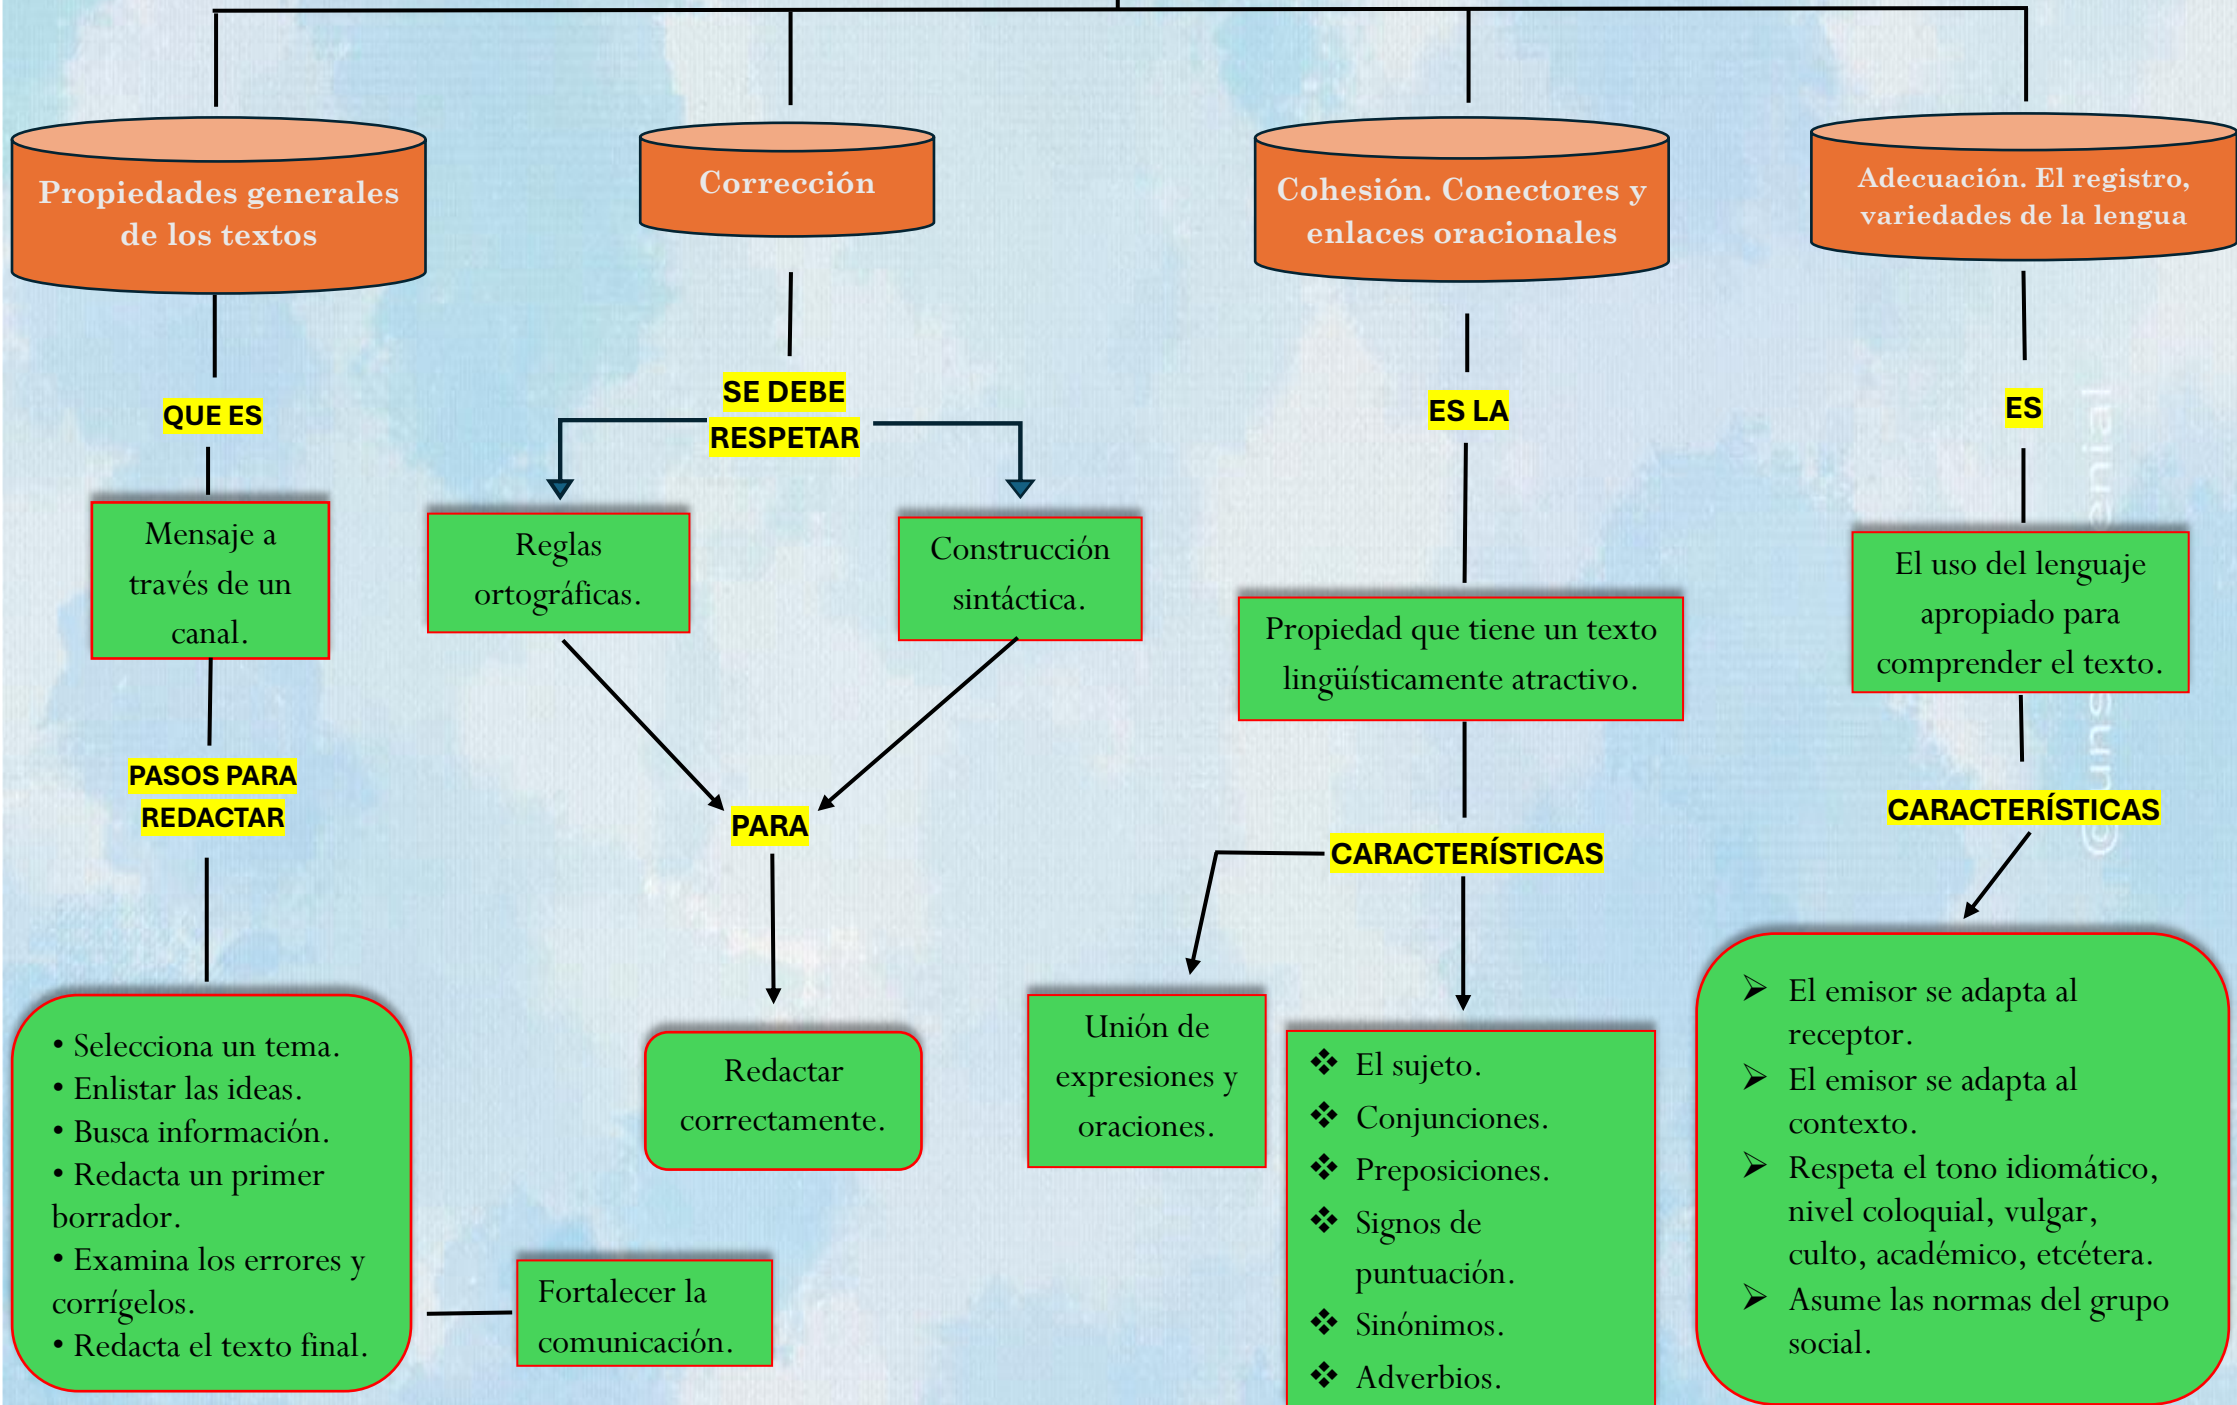 Propiedades generales
de los textos
QUE ES
Mensaje a
través de un
canal.
PASOS PARA
REDACTAR
• Selecciona un tema.
• Enlistar las ideas.
• Busca información.
• Redacta un primer
borrador.
• Examina los errores y
corrígelos.
• Redacta el texto final.
Fortalecer la
comunicación.
Corrección
SE DEBE
RESPETAR
Reglas
ortográficas.
Construcción
sintáctica.
PARA
Redactar
correctamente.
Cohesión. Conectores y
enlaces oracionales
ES LA
Propiedad que tiene un texto
lingüísticamente atractivo.
CARACTERÍSTICAS
Unión de
expresiones y
oraciones.
❖ El sujeto.
❖ Conjunciones.
❖ Preposiciones.
❖ Signos de
puntuación.
❖ Sinónimos.
❖ Adverbios.
Adecuación. El registro,
variedades de la lengua
ES
El uso del lenguaje
apropiado para
comprender el texto.
CARACTERÍSTICAS
➢ El emisor se adapta al
receptor.
➢ El emisor se adapta al
contexto.
➢ Respeta el tono idiomático,
nivel coloquial, vulgar,
culto, académico, etcétera.
➢ Asume las normas del grupo
social.